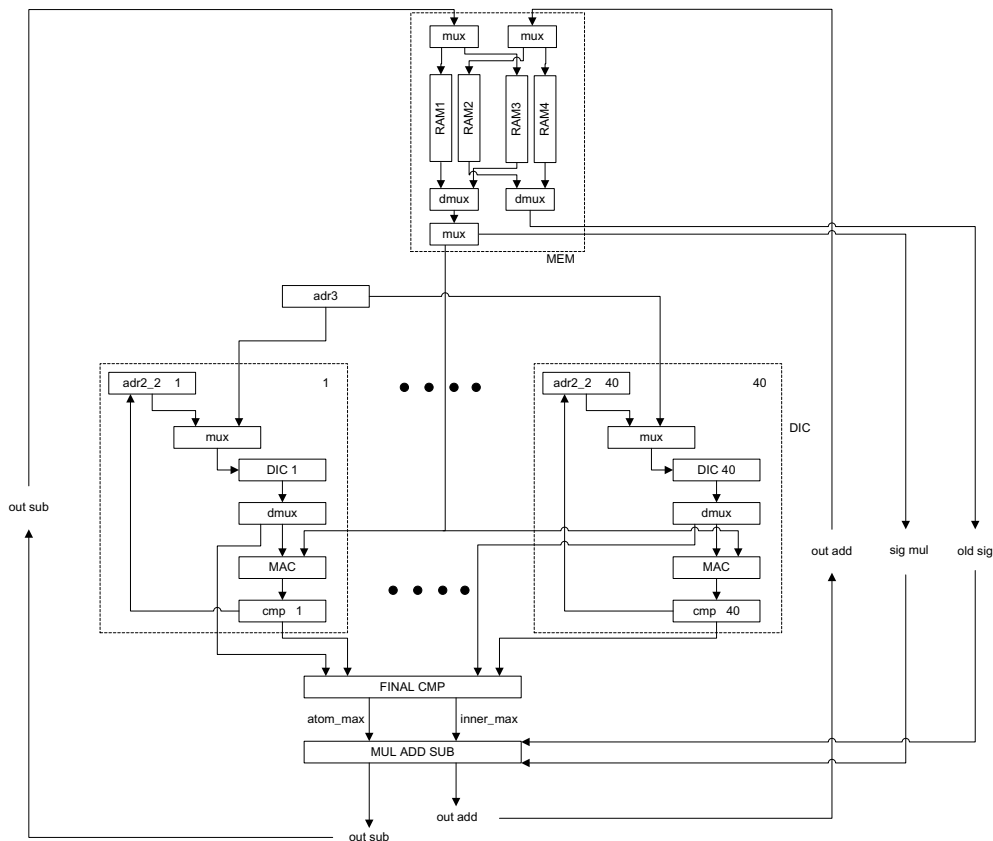 mux
mux
RAM1
RAM2
RAM3
RAM4
dmux
dmux
mux
MEM
adr3
adr2_2 1
1
mux
DIC 1
dmux
MAC
cmp 1
adr2_2 40
40
mux
DIC
DIC 40
dmux
MAC
cmp 40
out sub
out add
sig mul
old sig
FINAL CMP
atom_max
inner_max
MUL ADD SUB
out add
out sub